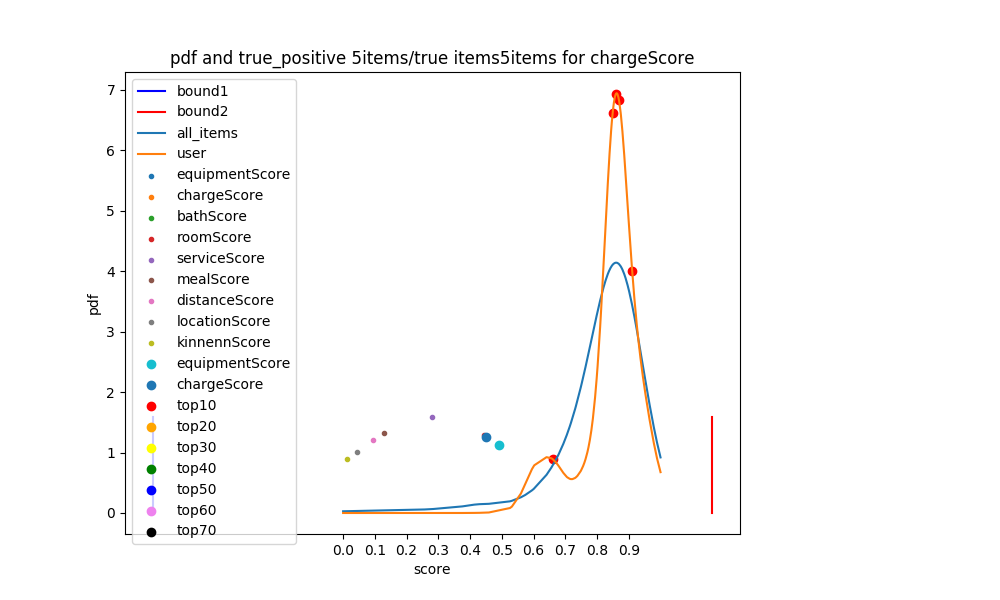 pdf and true_positive 5items/true items5items for chargeScore
bound1
bound2
all_items
user
equipmentScore
chargeScore
bathScore
roomScore
serviceScore
mealScore
distanceScore
locationScore
kinnennScore
equipmentScore
chargeScore
top10
top20
top30
top40
top50
top60
top70
pdf
7
6
5
4
3
2
1
0
0.0 0.1 0.2 0.3 0.4 0.5 0.6 0.7 0.8 0.9
score